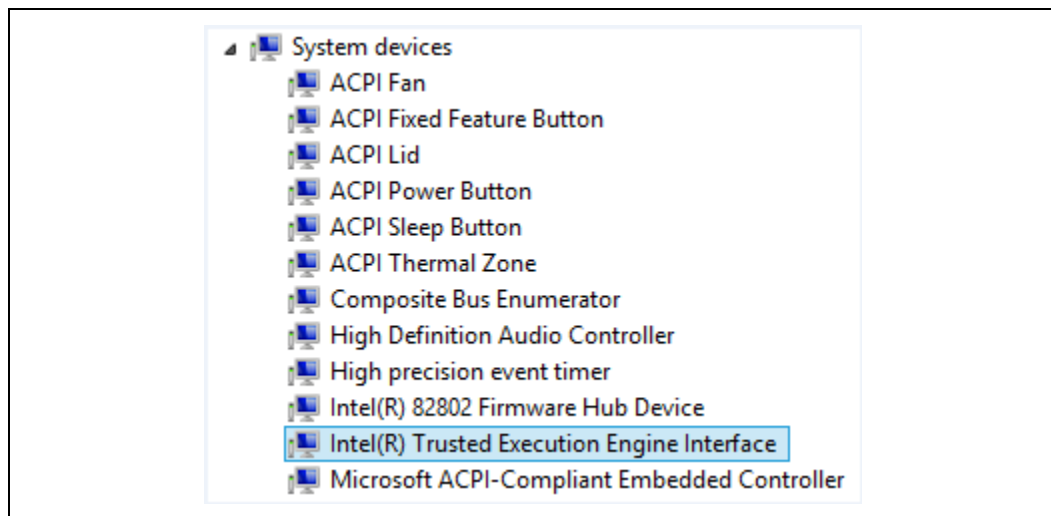 System devices
ACPI Fan
ACPI Fixed Feature Button
ACPI Lid
ACPI Power Button
ACPI Sleep Button
ACPI Thermal Zone
Composite Bus Enumerator
High Definition Audio Controller
High precision event timer
Intel(R) 82802 Firmware Hub Device
Intel(R) Trusted Execution Engine Interface
Microsoft ACPI-Compliant Embedded Controller